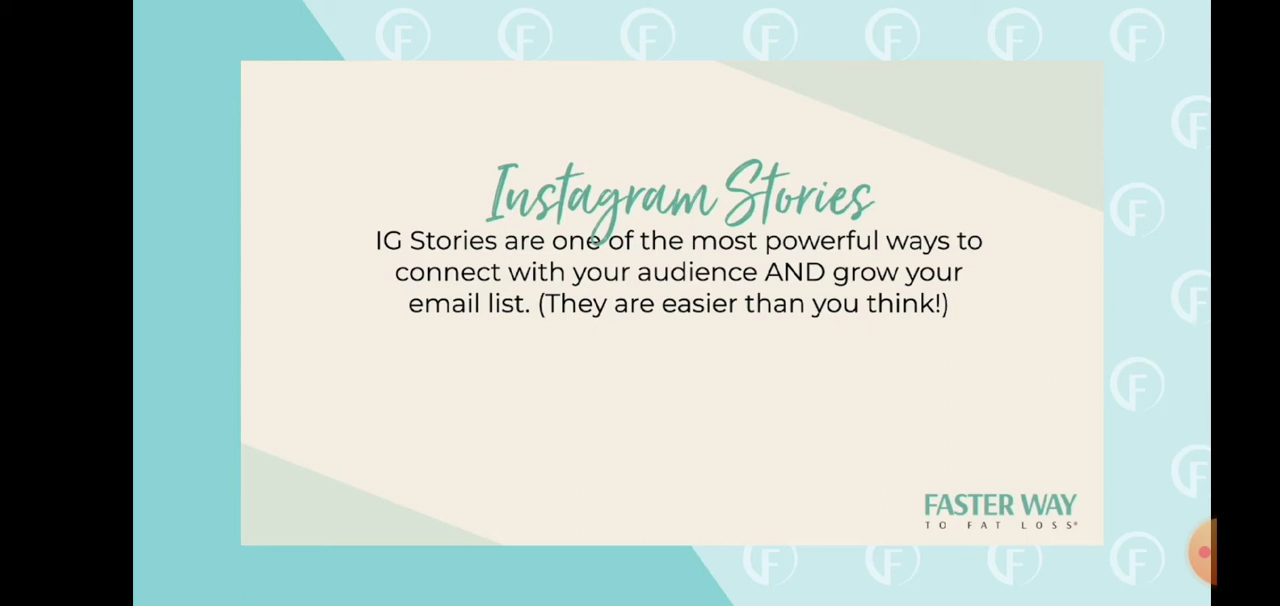 Instagram Stories
IG Stories are one of the most powerful ways to
connect with your audience AND grow your
email list. (They are easier than you think!)
FASTER WAY
TO FAT LOSS®